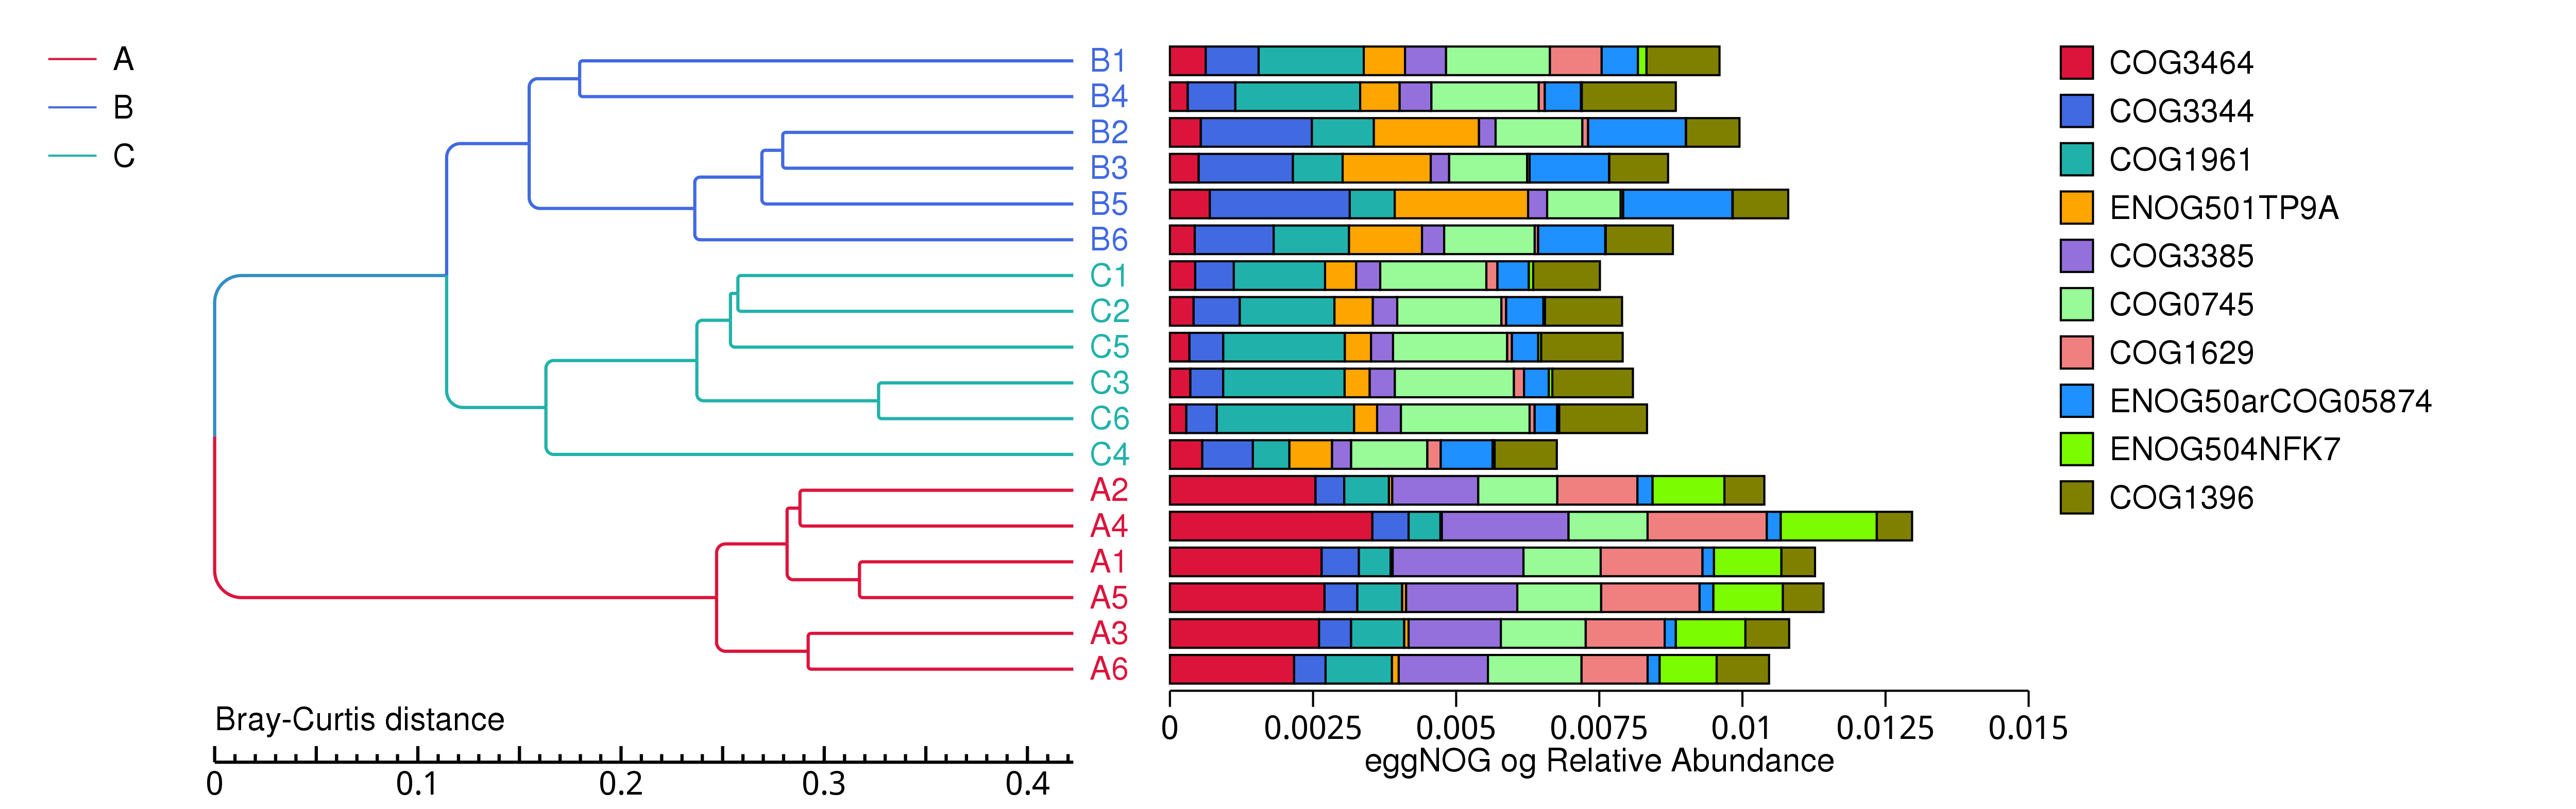 A
B
C
B1
B4
B2
B3
B5
B6
C1
C2
C5
C3
C6
C4
A2
A4
A1
A5
A3
A6
Bray-Curtis distance
0 0.1 0.2 0.3 0.4
0 0.0025 0.005 0.0075 0.01 0.0125 0.015
eggNOG og Relative Abundance
COG3464
COG3344
COG1961
ENOG501TP9A
COG3385
COG0745
COG1629
ENOG50arCOG05874
ENOG504NFK7
COG1396